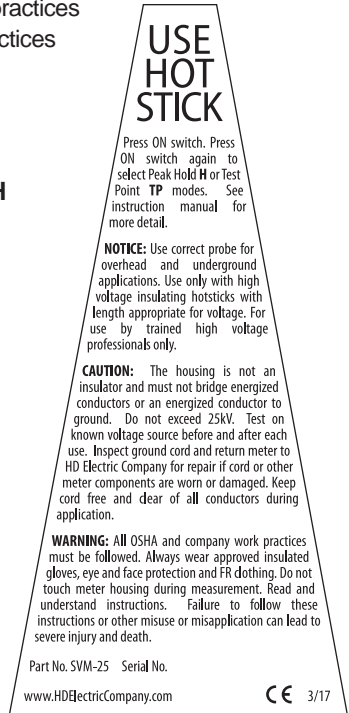 practices
ctices
H
USE
HOT
STICK
Press ON switch. Press
ON switch again to
select Peak Hold H or Test
Point TP modes. See
instruction manual for
more detail.
NOTICE: Use correct probe for
overhead and underground
applications. Use only with high
voltage insulating hotsticks with
length appropriate for voltage. For
use by trained high voltage
professionals only.
CAUTION: The housing is not an
insulator and must not bridge energized
conductors or an energized conductor to
ground. Do not exceed 25kV. Test on
known voltage source before and after each
use. Inspect ground cord and return meter to
HD Electric Company for repair if cord or other
meter components are worn or damaged. Keep
cord free and clear of all conductors during
application.
WARNING: All OSHA and company work practices
must be followed. Always wear approved insulated
gloves, eye and face protection and FR clothing. Do not
touch meter housing during measurement. Read and
understand instructions. Failure to follow these
instructions or other misuse or misapplication can lead to
severe injury and death.
Part No. SVM-25 Serial No.
www.HDElectricCompany.com CE 3/17